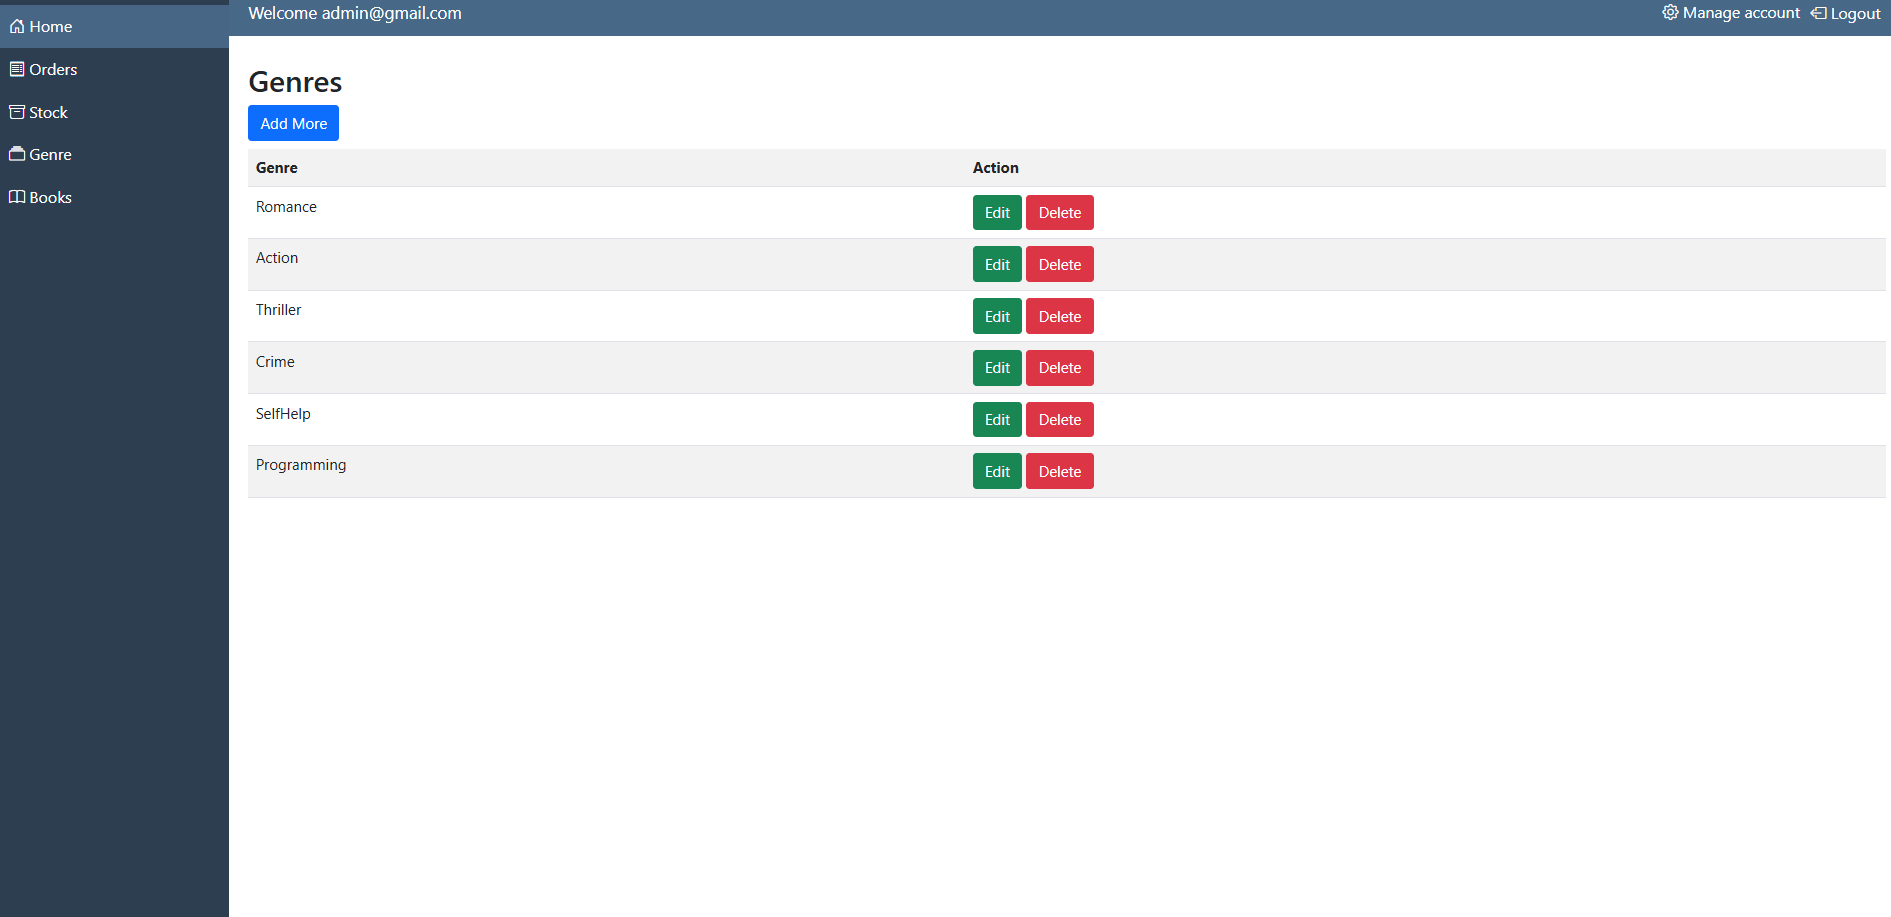 Home
Orders
Stock
Genre
Books
Welcome admin@gmail.com
Manage account Logout
Genres
Add More
Genre Action
Romance Edit Delete
Action Edit Delete
Thriller Edit Delete
Crime Edit Delete
SelfHelp Edit Delete
Programming Edit Delete